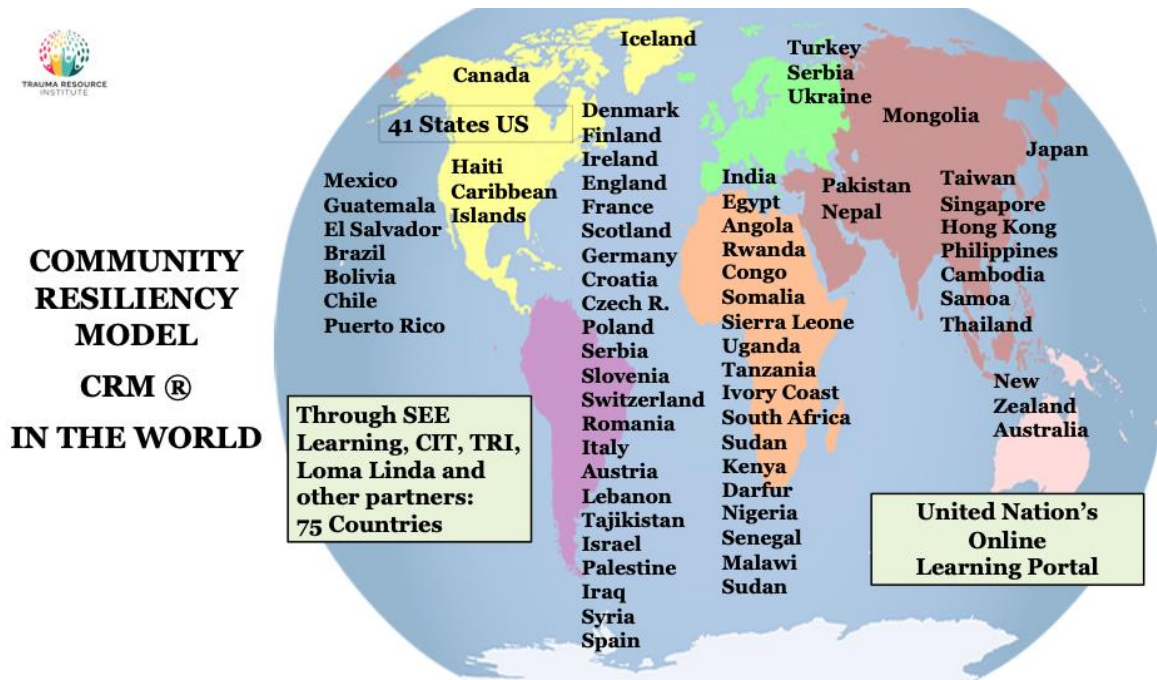 TRAUMA RESOURCE
INSTITUTE
COMMUNITY
RESILIENCY
MODEL
CRM ®
IN THE WORLD
Canada
41 States US
Haiti
Caribbean
Islands
Mexico
Guatemala
El Salvador
Brazil
Bolivia
Chile
Puerto Rico
Through SEE
Learning, CIT, TRI,
Loma Linda and
other partners:
75 Countries
Iceland
Denmark
Finland
Ireland
England
France
Scotland
Germany
Croatia
Czech R.
Poland
Serbia
Slovenia
Switzerland
Romania
Italy
Austria
Lebanon
Tajikistan
Israel
Palestine
Iraq
Syria
Spain
Turkey
Serbia
Ukraine
India
Egypt
Angola
Rwanda
Congo
Somalia
Sierra Leone
Uganda
Tanzania
Ivory Coast
South Africa
Sudan
Kenya
Darfur
Nigeria
Senegal
Malawi
Sudan
Mongolia
Pakistan
Nepal
Japan
Taiwan
Singapore
Hong Kong
Philippines
Cambodia
Samoa
Thailand
New
Zealand
Australia
United Nation's
Online
Learning Portal